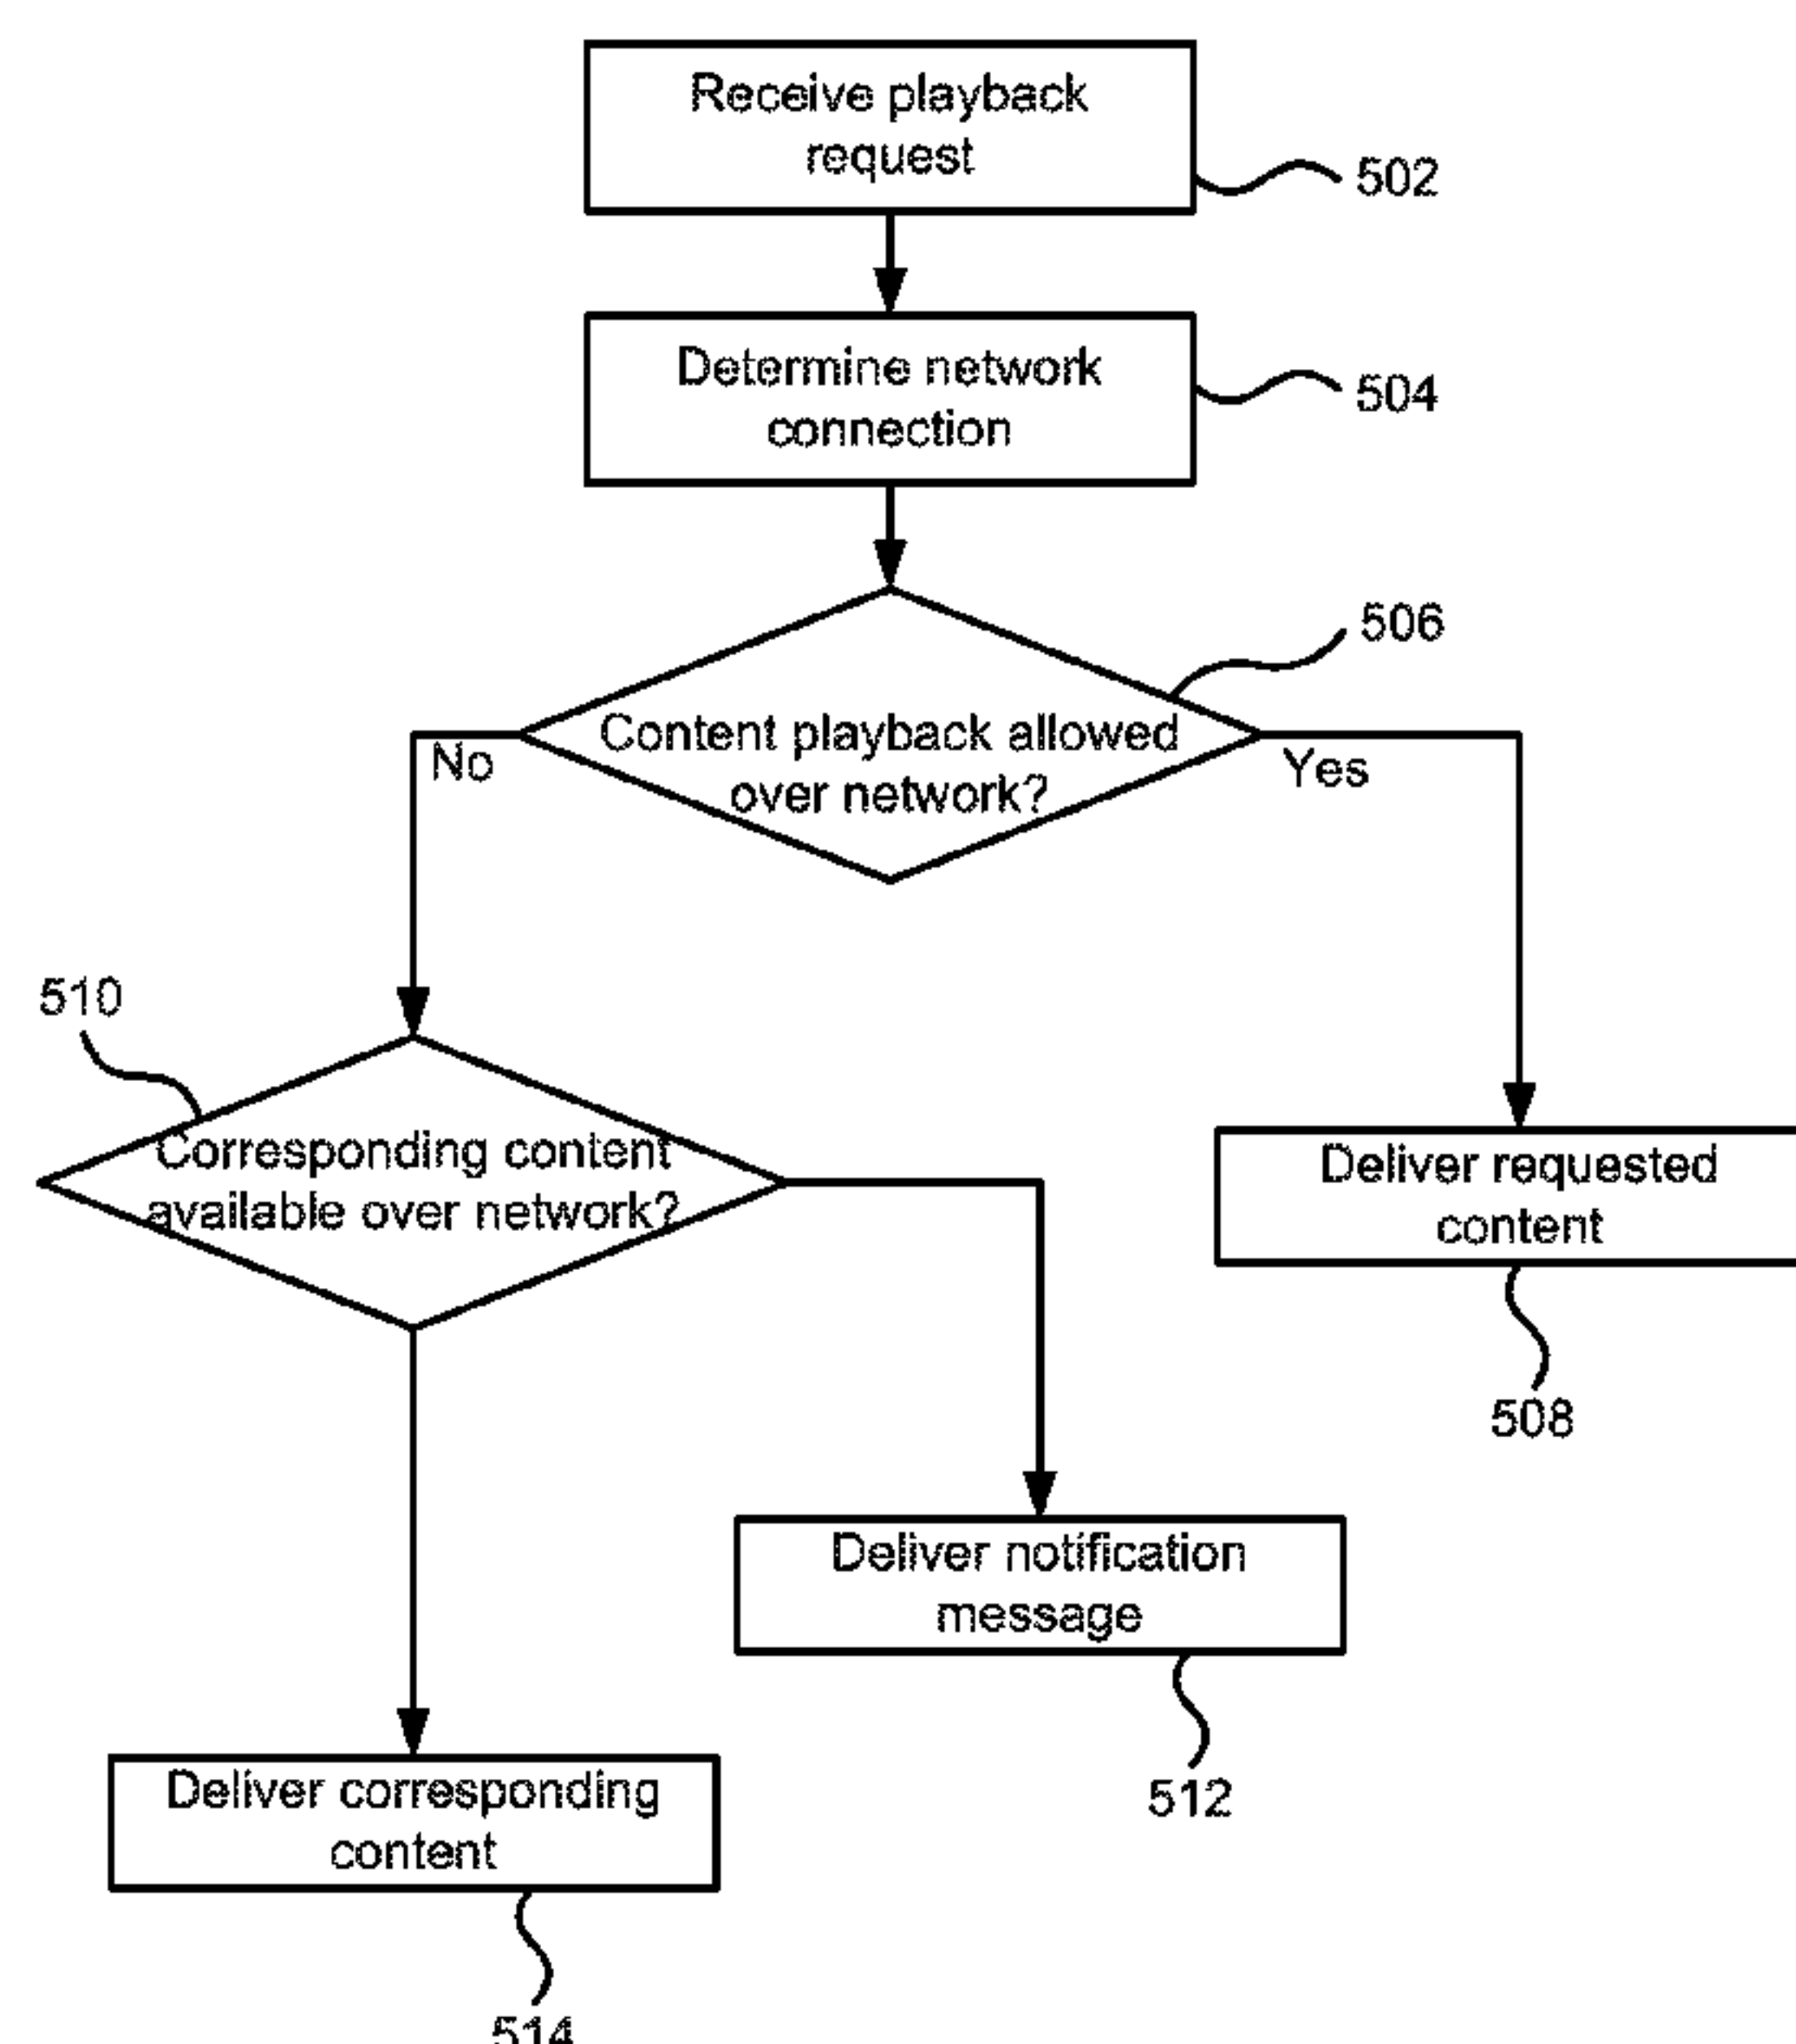 Receive playback
request
502
Determine network
connection
504
506
Content playback allowed
over network?
No
Yes
510
Corresponding content
available over network?
Deliver requested
content
508
Deliver notification
message
512
Deliver corresponding
content
514